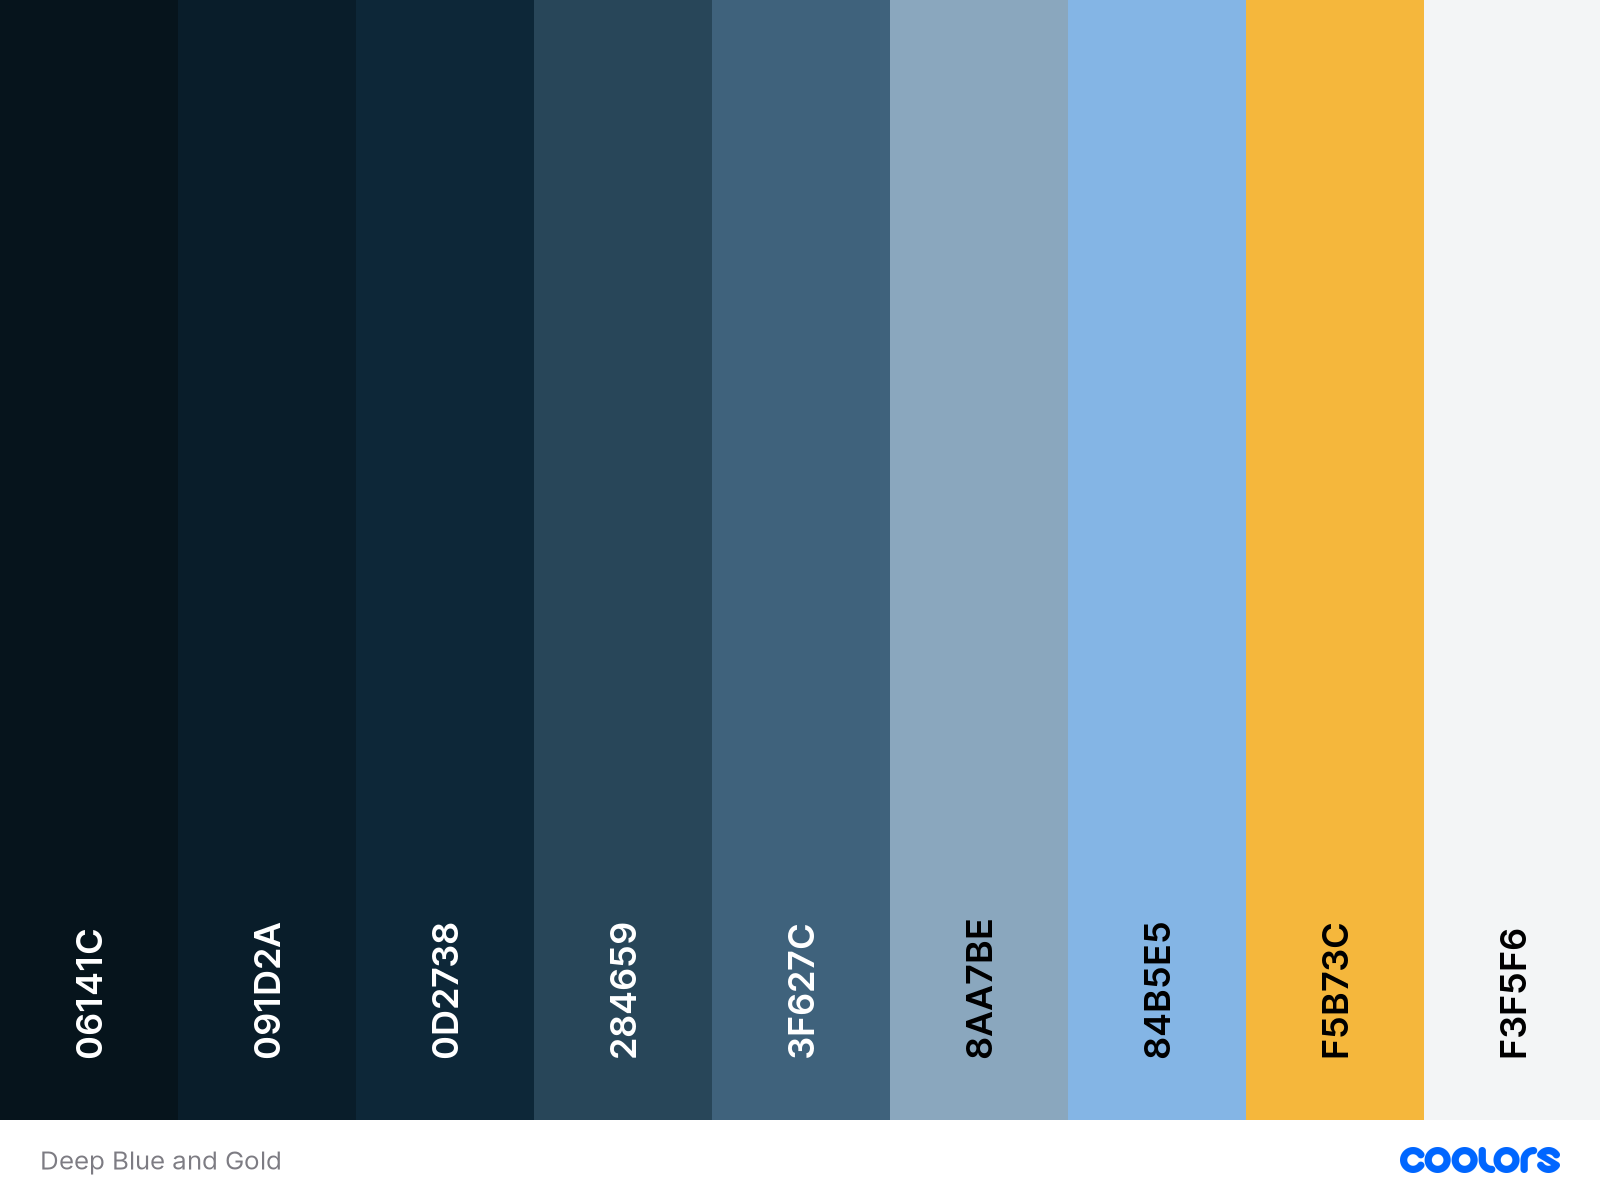 06141C
091D2A
0D2738
284659
3F627C
8AA7BE
84B5E5
F5B73C
F3F5F6
Deep Blue and Gold
coolors